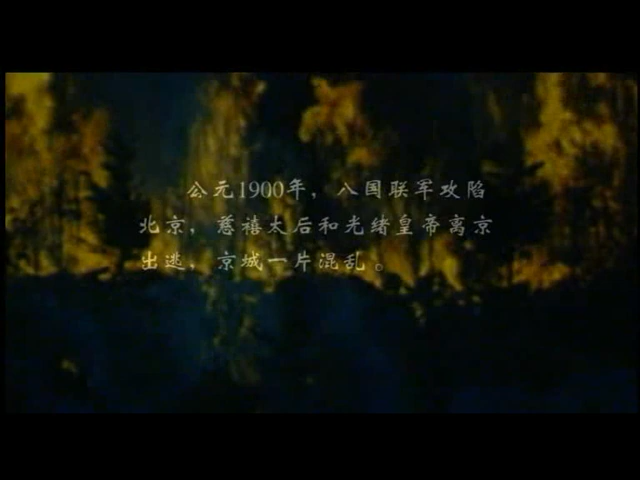 公元1900年，八国联军攻陷
北京，慈禧太后和光绪皇帝离京
出逃，京城一片混乱。